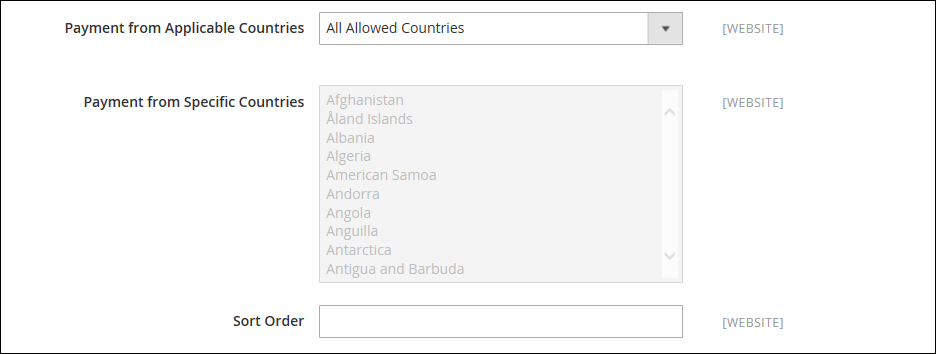 Payment from Applicable Countries All Allowed Countries [WEBSITE]
Payment from Specific Countries Afghanistan [WEBSITE]
Åland Islands
Albania
Algeria
American Samoa
Andorra
Angola
Anguilla
Antarctica
Antigua and Barbuda
Sort Order [WEBSITE]